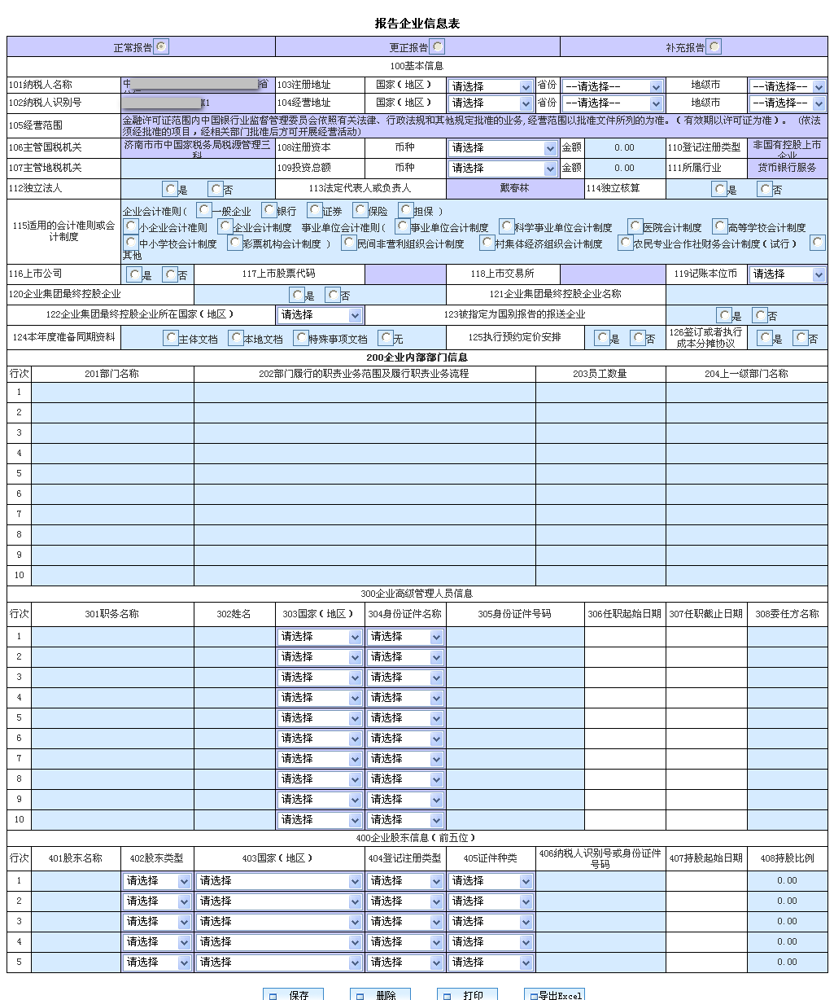 报告企业信息表
正常报告 更正报告 补充报告
100基本信息
101纳税人名称 中 省 103注册地址 国家(地区) 请选择 省份 --请选择-- 地级市 --请选择--
102纳税人识别号 X1 104经营地址 国家(地区) 请选择 省份 --请选择-- 地级市 --请选择--
105经营范围 金融许可证范围内中国银行业监督管理委员会依照有关法律、行政法规和其他规定批准的业务,经营范围以批准文件所列的为准。(有效期以许可证为准)。 (依法
须经批准的项目,经相关部门批准后方可开展经营活动)
106主管国税机关 济南市市中国家税务局税源管理三科 108注册资本 币种 请选择 金额 0.00 110登记注册类型 非国有控股上市企业
107主管地税机关 109投资总额 币种 请选择 金额 0.00 111所属行业 货币银行服务
112独立法人 是 否 113法定代表人或负责人 戴春林 114独立核算 是 否
115适用的会计准则或会计制度
企业会计准则( 一般企业 银行 证券 保险 担保 )
小企业会计准则 企业会计制度 事业单位会计准则( 事业单位会计制度 科学事业单位会计制度 医院会计制度 高等学校会计制度
中小学校会计制度 彩票机构会计制度 ) 民间非营利组织会计制度 村集体经济组织会计制度 农民专业合作社财务会计制度(试行)
其他
116上市公司 是 否 117上市股票代码 118上市交易所 119记账本位币 请选择
120企业集团最终控股企业 是 否 121企业集团最终控股企业名称
122企业集团最终控股企业所在国家(地区) 请选择 123被指定为国别报告的报送企业 是 否
124本年度准备同期资料 主体文档 本地文档 特殊事项文档 无 125执行预约定价安排 是 否 126签订或者执行成本分摊协议 是 否
200企业内部部门信息
行次 201部门名称 202部门履行的职责业务范围及履行职责业务流程 203员工数量 204上一级部门名称
1
2
3
4
5
6
7
8
9
10
300企业高级管理人员信息
行次 301职务名称 302姓名 303国家(地区) 304身份证件名称 305身份证件号码 306任职起始日期 307任职截止日期 308委任方名称
1 请选择 请选择
2 请选择 请选择
3 请选择 请选择
4 请选择 请选择
5 请选择 请选择
6 请选择 请选择
7 请选择 请选择
8 请选择 请选择
9 请选择 请选择
10 请选择 请选择
400企业股东信息(前五位)
行次 401股东名称 402股东类型 403国家(地区) 404登记注册类型 405证件种类 406纳税人识别号或身份证件号码 407持股起始日期 408持股比例
1 请选择 请选择 请选择 请选择 0.00
2 请选择 请选择 请选择 请选择 0.00
3 请选择 请选择 请选择 请选择 0.00
4 请选择 请选择 请选择 请选择 0.00
5 请选择 请选择 请选择 请选择 0.00
保存 删除 打印 导出Excel